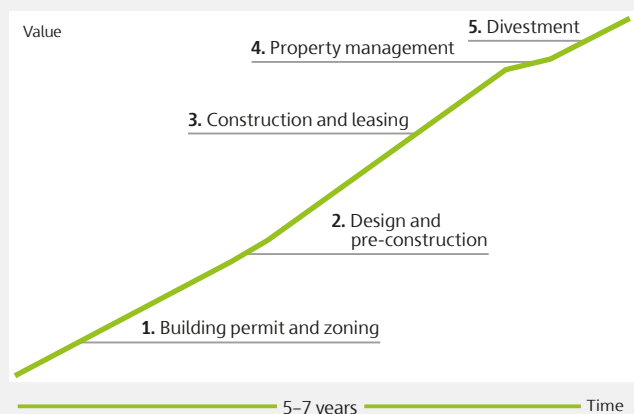 Value
5. Divestment
4. Property management
3. Construction and leasing
2. Design and
pre-construction
1. Building permit and zoning
5–7 years
Time